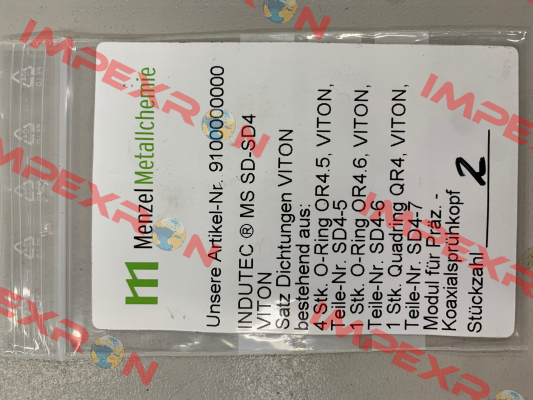 Menzel Metallchemie
Unsere Artikel-Nr. 9100000000
INDUTEC ® MS SD-SD4
VITON
Satz Dichtungen VITON
bestehend aus:
4 Stk. O-Ring OR4.5, VITON,
Teile-Nr. SD4-5
1 Stk. O-Ring OR4.6, VITON,
Teile-Nr. SD4-6
1 Stk. Quadring QR4, VITON,
Teile-Nr. SD4-7
Modul für Präz. -
Koaxialsprühkopf
Stückzahl 2
IMPEXRON